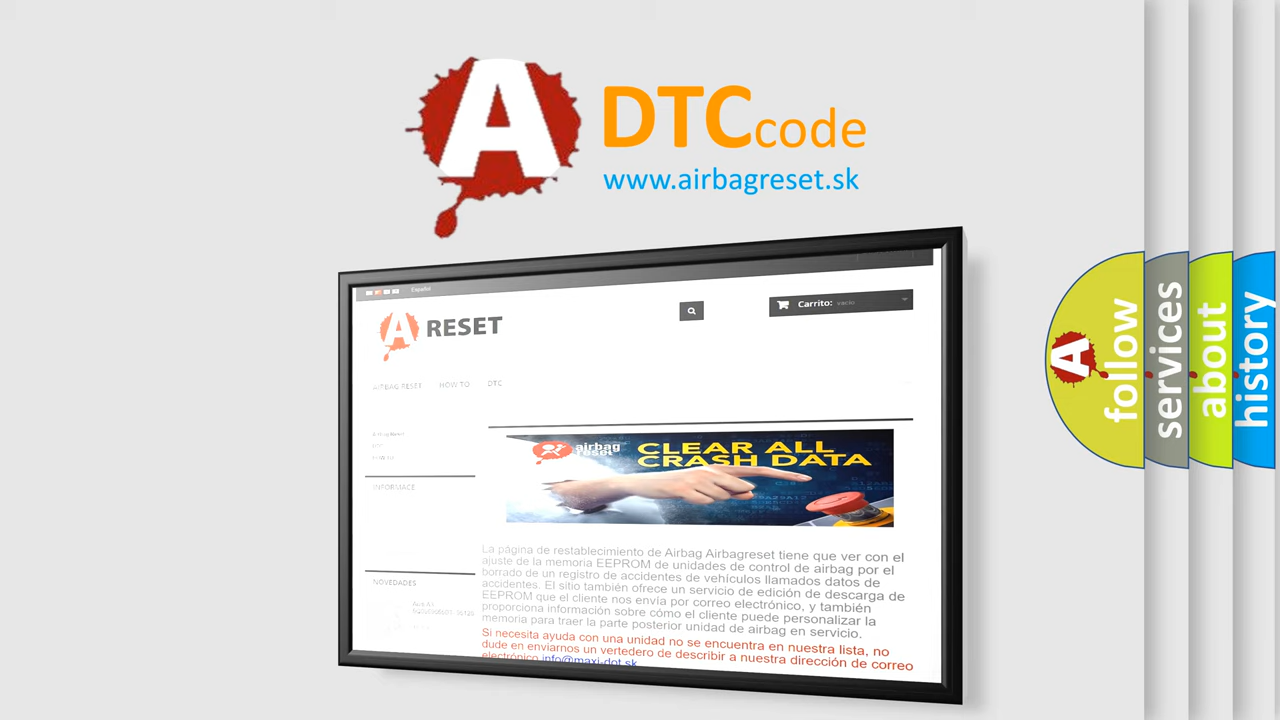 A DTCcode
www.airbagreset.sk
Español
A RESET
Carrito: vacío
AIRBAG RESET HOW TO DTC
INFORMACE
NOVEDADES
airbag
reset
CLEAR ALL
CRASH DATA
La página de restablecimiento de Airbag Airbagreset tiene que ver con el
ajuste de la memoria EEPROM de unidades de control de airbag por el
borrado de un registro de accidentes de vehículos llamados datos de
accidentes. El sitio también ofrece un servicio de edición de descarga de
EEPROM que el cliente nos envía por correo electrónico, y también
proporciona información sobre cómo el cliente puede personalizar la
memoria para traer la parte posterior unidad de airbag en servicio.
Si necesita ayuda con una unidad no se encuentra en nuestra lista, no
dude en enviarnos un vertedero de describir a nuestra dirección de correo
electrónico info@maxi-dot.sk
A
follow
services
about
history